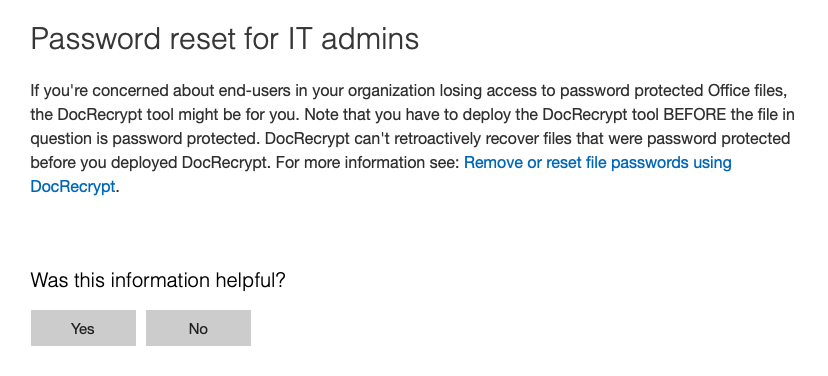 Password reset for IT admins
If you're concerned about end-users in your organization losing access to password protected Office files,
the DocRecrypt tool might be for you. Note that you have to deploy the DocRecrypt tool BEFORE the file in
question is password protected. DocRecrypt can't retroactively recover files that were password protected
before you deployed DocRecrypt. For more information see: Remove or reset file passwords using
DocRecrypt.
Was this information helpful?
Yes No